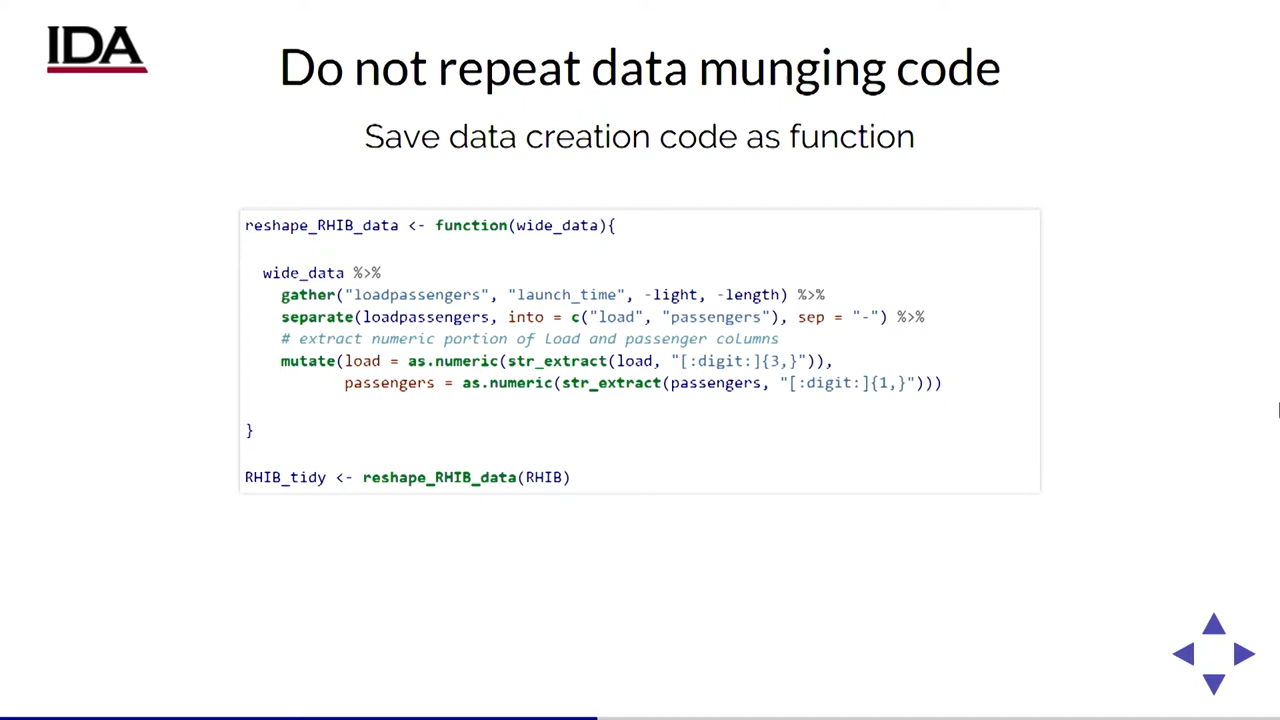 IDA
Do not repeat data munging code
Save data creation code as function
reshape_RHIB_data <- function(wide_data){
wide_data %>%
gather("loadpassengers", "launch_time", -light, -length) %>%
separate(loadpassengers, into = c("load", "passengers"), sep = "-") %>%
# extract numeric portion of load and passenger columns
mutate(load = as.numeric(str_extract(load, "[:digit:]{3,}")),
passengers = as.numeric(str_extract(passengers, "[:digit:]{1,}")))
}
RHIB_tidy <- reshape_RHIB_data(RHIB)